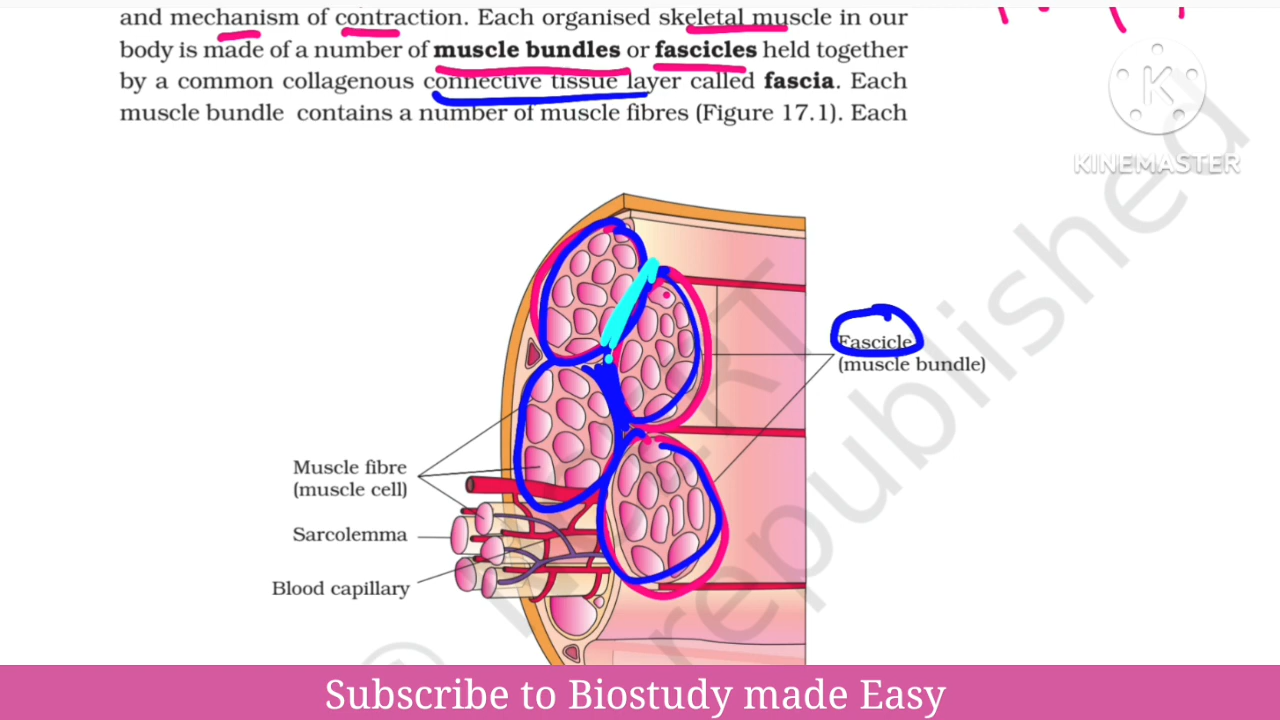 and mechanism of contraction. Each organised skeletal muscle in our
body is made of a number of muscle bundles or fascicles held together
by a common collagenous connective tissue layer called fascia. Each
muscle bundle contains a number of muscle fibres (Figure 17.1). Each
K
KINEMASTER
Fascicle
(muscle bundle)
Muscle fibre
(muscle cell)
Sarcolemma
Blood capillary
republished
Subscribe to Biostudy made Easy